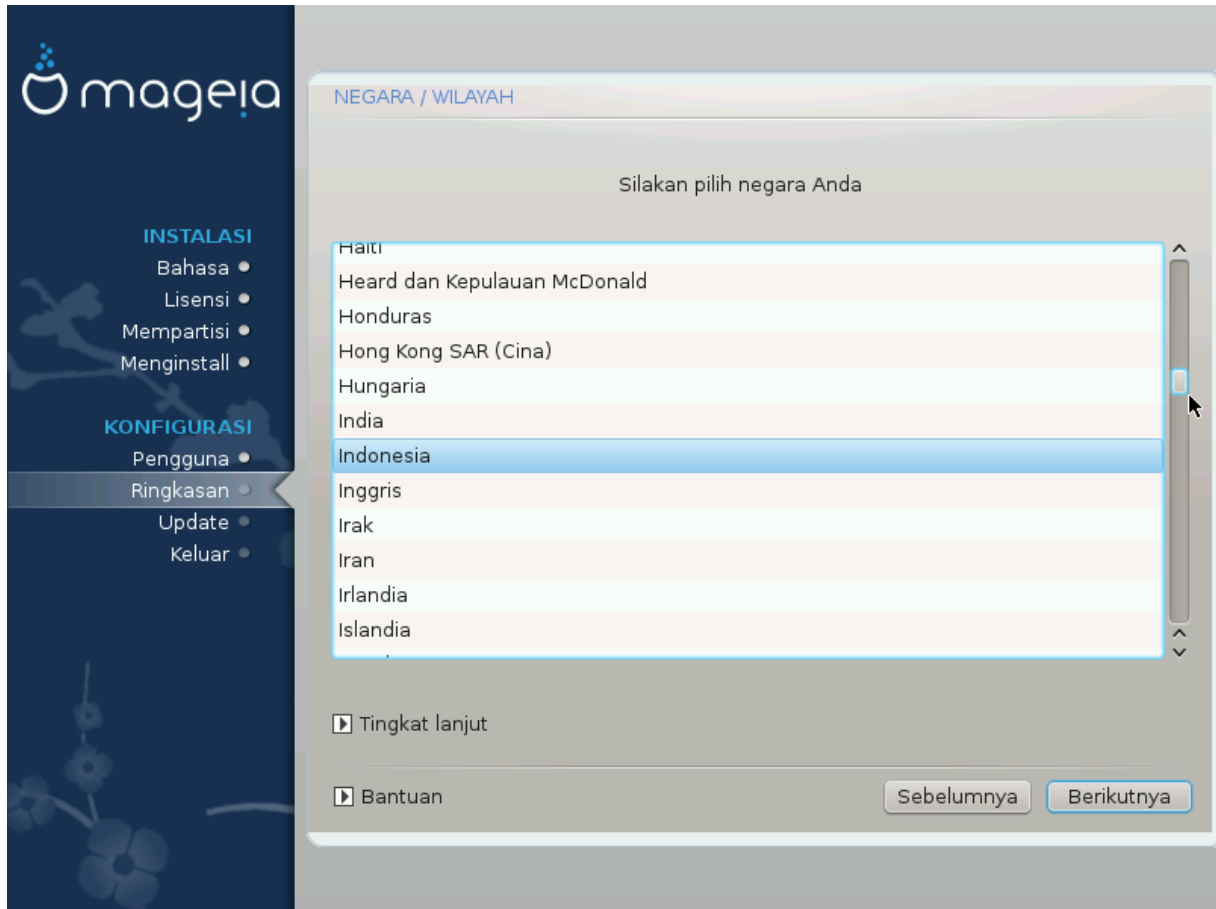 mageia
INSTALASI
Bahasa
Lisensi
Mempartisi
Menginstall
KONFIGURASI
Pengguna
Ringkasan
Update
Keluar
NEGARA / WILAYAH
Silakan pilih negara Anda
Haiti
Heard dan Kepulauan McDonald
Honduras
Hong Kong SAR (Cina)
Hungaria
India
Indonesia
Inggris
Irak
Iran
Irlandia
Islandia
Tingkat lanjut
Bantuan
Sebelumnya
Berikutnya